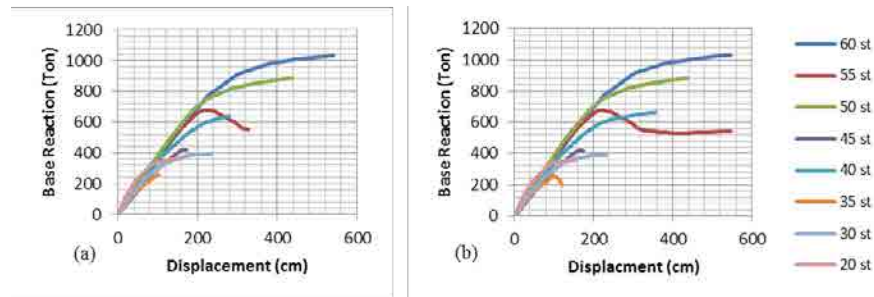 1200
1000
800
600
400
200
0
Base Reaction (Ton)
0 200 400 600
Displacement (cm)
(a)
1200
1000
800
600
400
200
0
Base Reaction (Ton)
0 200 400 600
Displacment (cm)
(b)
60 st
55 st
50 st
45 st
40 st
35 st
30 st
20 st